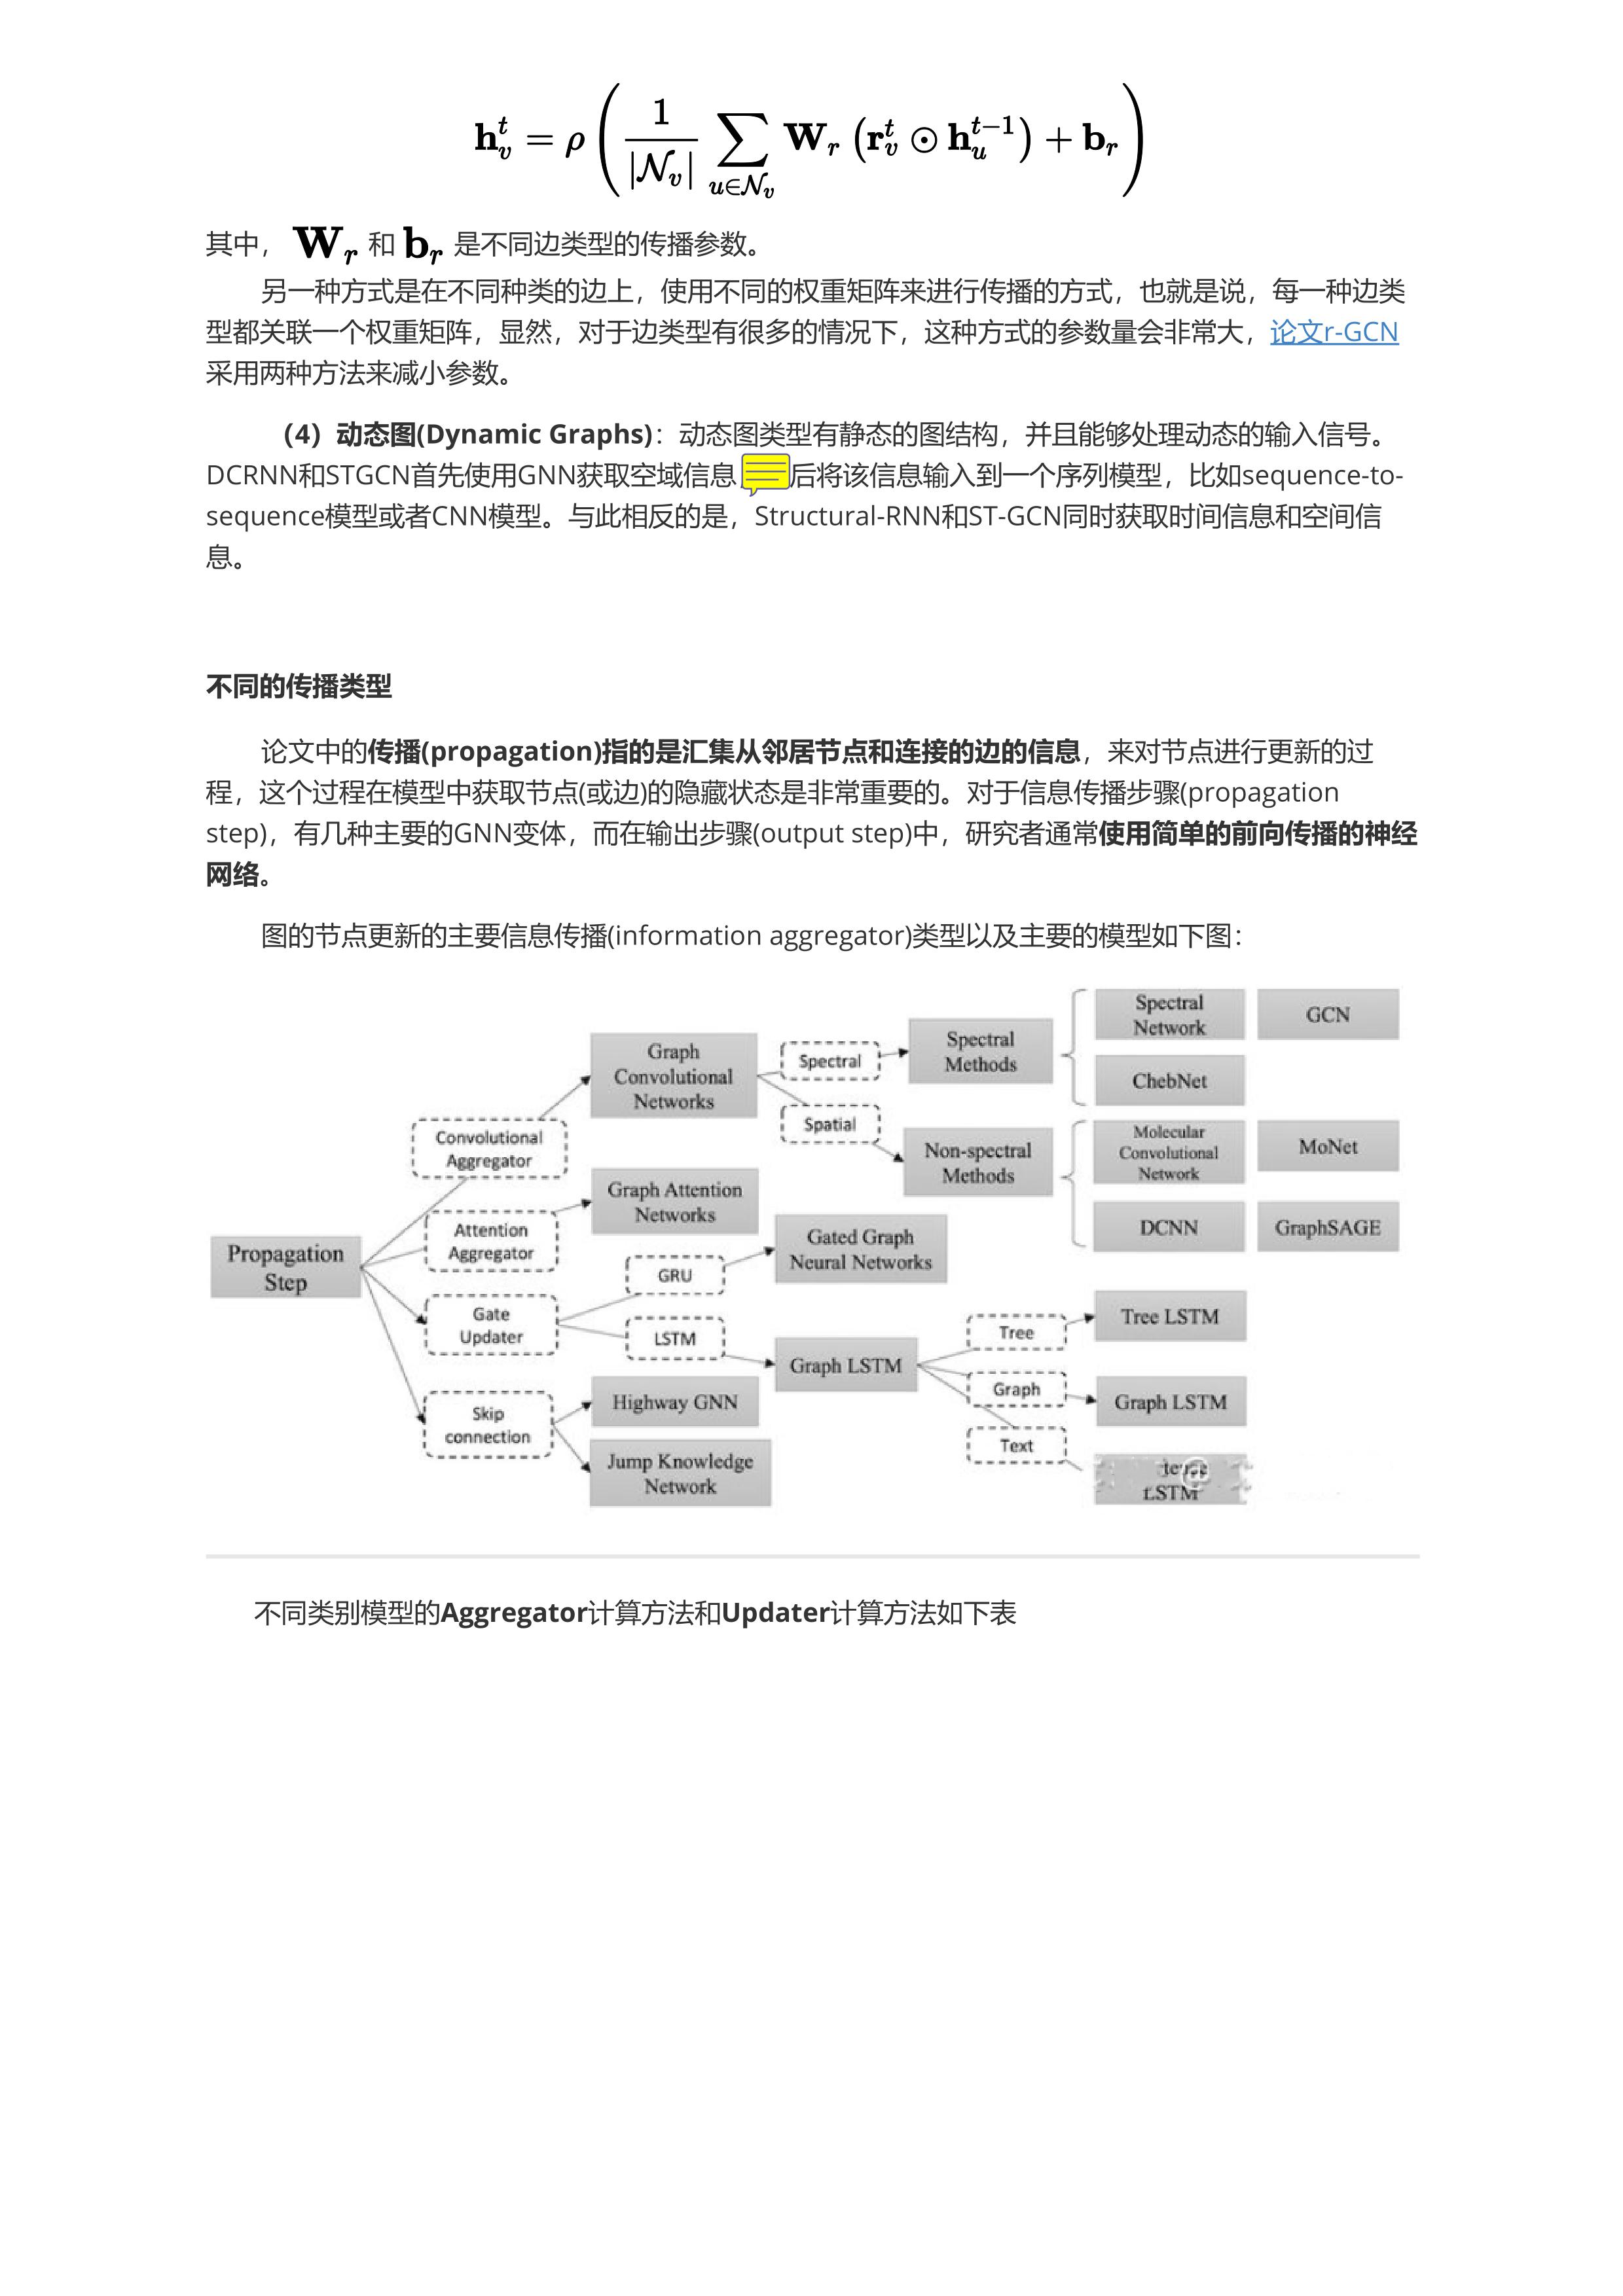 $$\mathbf{h}_v^t = \rho \left( \frac{1}{|\mathcal{N}_v|} \sum_{u \in \mathcal{N}_v} \mathbf{W}_r \left( \mathbf{r}_v^t \odot \mathbf{h}_u^{t-1} \right) + \mathbf{b}_r \right)$$
其中， $\mathbf{W}_r$ 和 $\mathbf{b}_r$ 是不同边类型的传播参数。
另一种方式是在不同种类的边上，使用不同的权重矩阵来进行传播的方式，也就是说，每一种边类
型都关联一个权重矩阵，显然，对于边类型有很多的情况下，这种方式的参数量会非常大，论文r-GCN
采用两种方法来减小参数。
（4）动态图(Dynamic Graphs)：动态图类型有静态的图结构，并且能够处理动态的输入信号。
DCRNN和STGCN首先使用GNN获取空域信息 后将该信息输入到一个序列模型，比如sequence-to-
sequence模型或者CNN模型。与此相反的是，Structural-RNN和ST-GCN同时获取时间信息和空间信
息。
不同的传播类型
论文中的传播(propagation)指的是汇集从邻居节点和连接的边的信息，来对节点进行更新的过
程，这个过程在模型中获取节点(或边)的隐藏状态是非常重要的。对于信息传播步骤(propagation
step)，有几种主要的GNN变体，而在输出步骤(output step)中，研究者通常使用简单的前向传播的神经
网络。
图的节点更新的主要信息传播(information aggregator)类型以及主要的模型如下图：
Propagation
Step
Convolutional
Aggregator
Attention
Aggregator
Gate
Updater
Skip
connection
Graph
Convolutional
Networks
Graph Attention
Networks
GRU
LSTM
Highway GNN
Jump Knowledge
Network
Spectral
Spatial
Gated Graph
Neural Networks
Graph LSTM
Spectral
Methods
Non-spectral
Methods
Tree
Graph
Text
Spectral
Network
GCN
ChebNet
Molecular
Convolutional
Network
MoNet
DCNN
GraphSAGE
Tree LSTM
Graph LSTM
LSTM
不同类别模型的Aggregator计算方法和Updater计算方法如下表